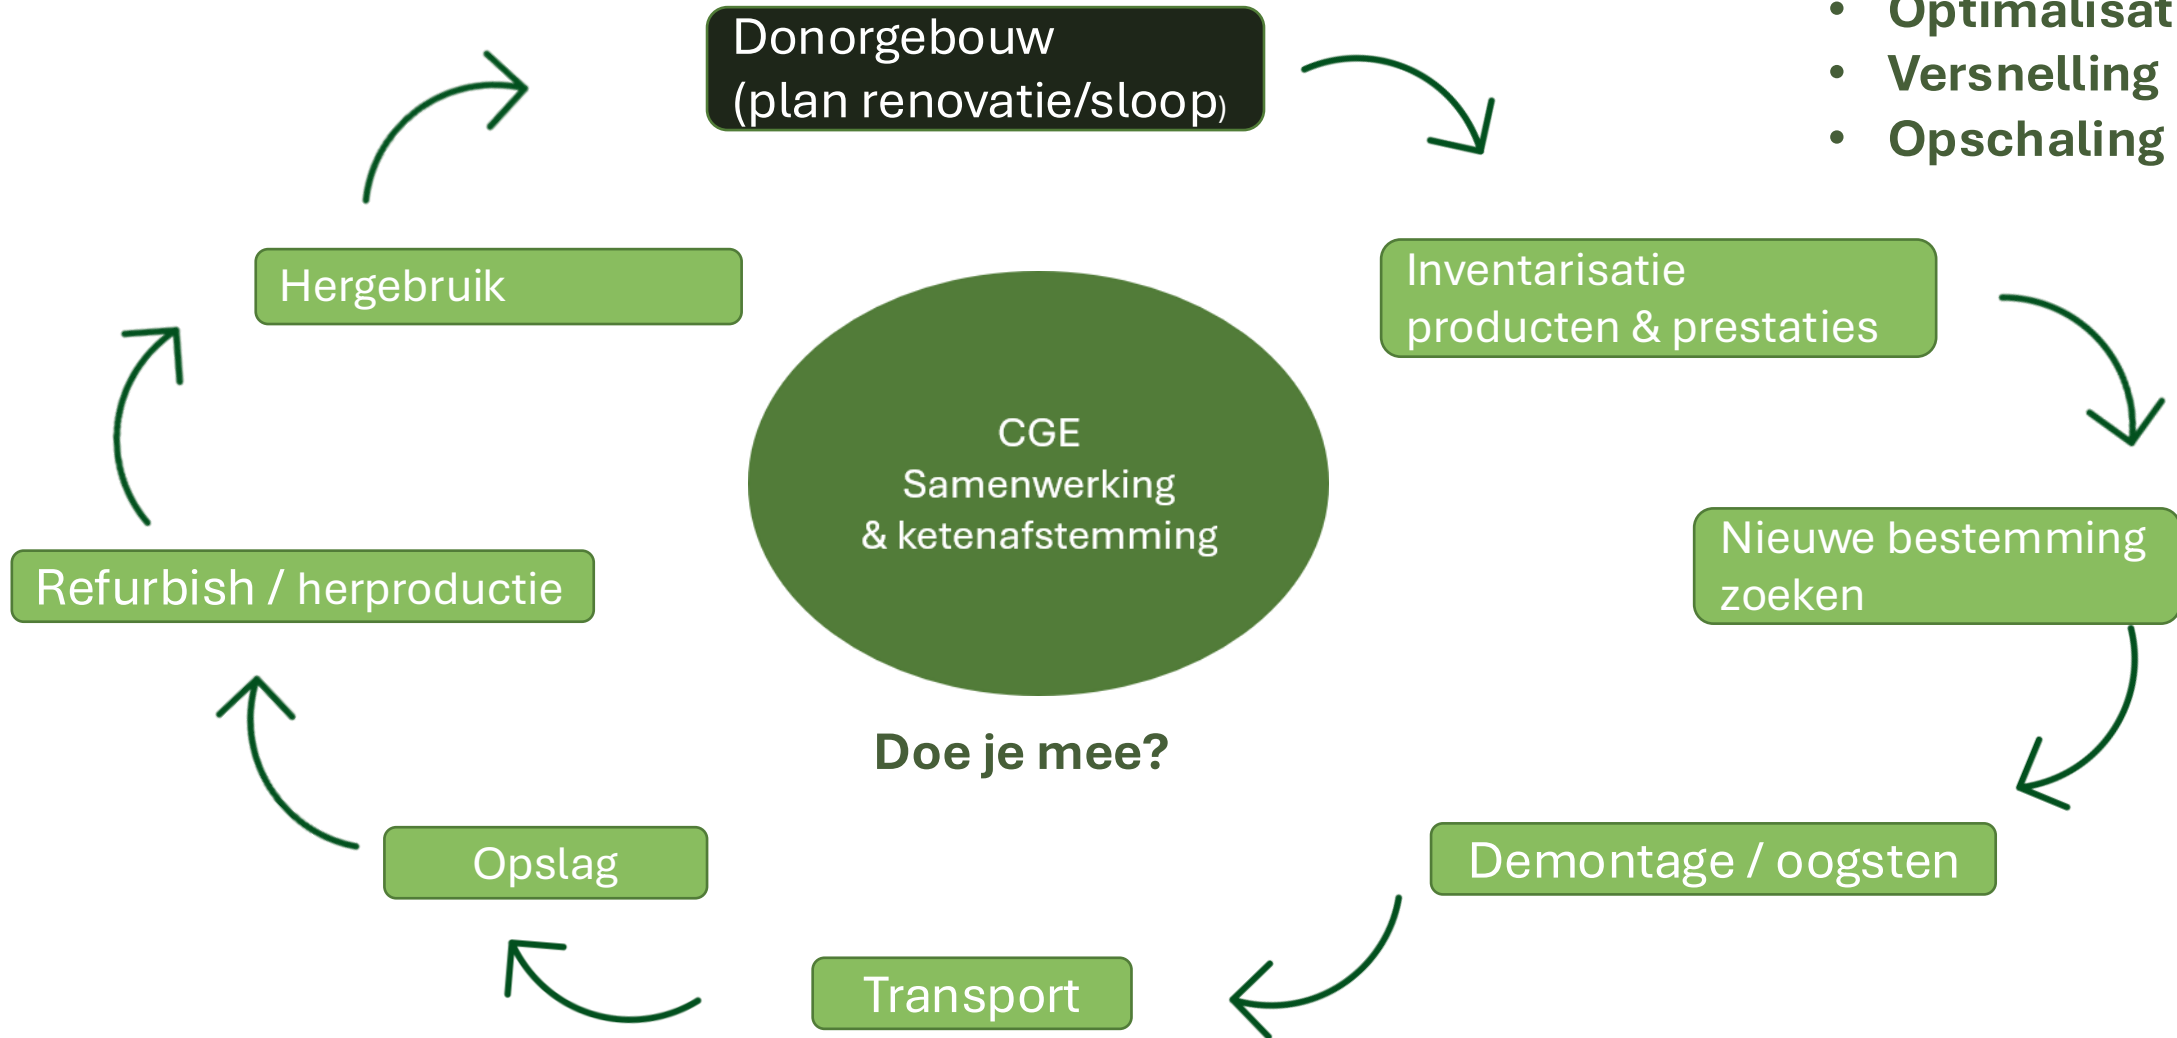 Donorgebouw
(plan renovatie/sloop)
• Versnelling
• Opschaling
Inventarisatie
producten & prestaties
Nieuwe bestemming
zoeken
Demontage / oogsten
Transport
Opslag
Refurbish / herproductie
Hergebruik
CGE
Samenwerking
& ketenafstemming
Doe je mee?